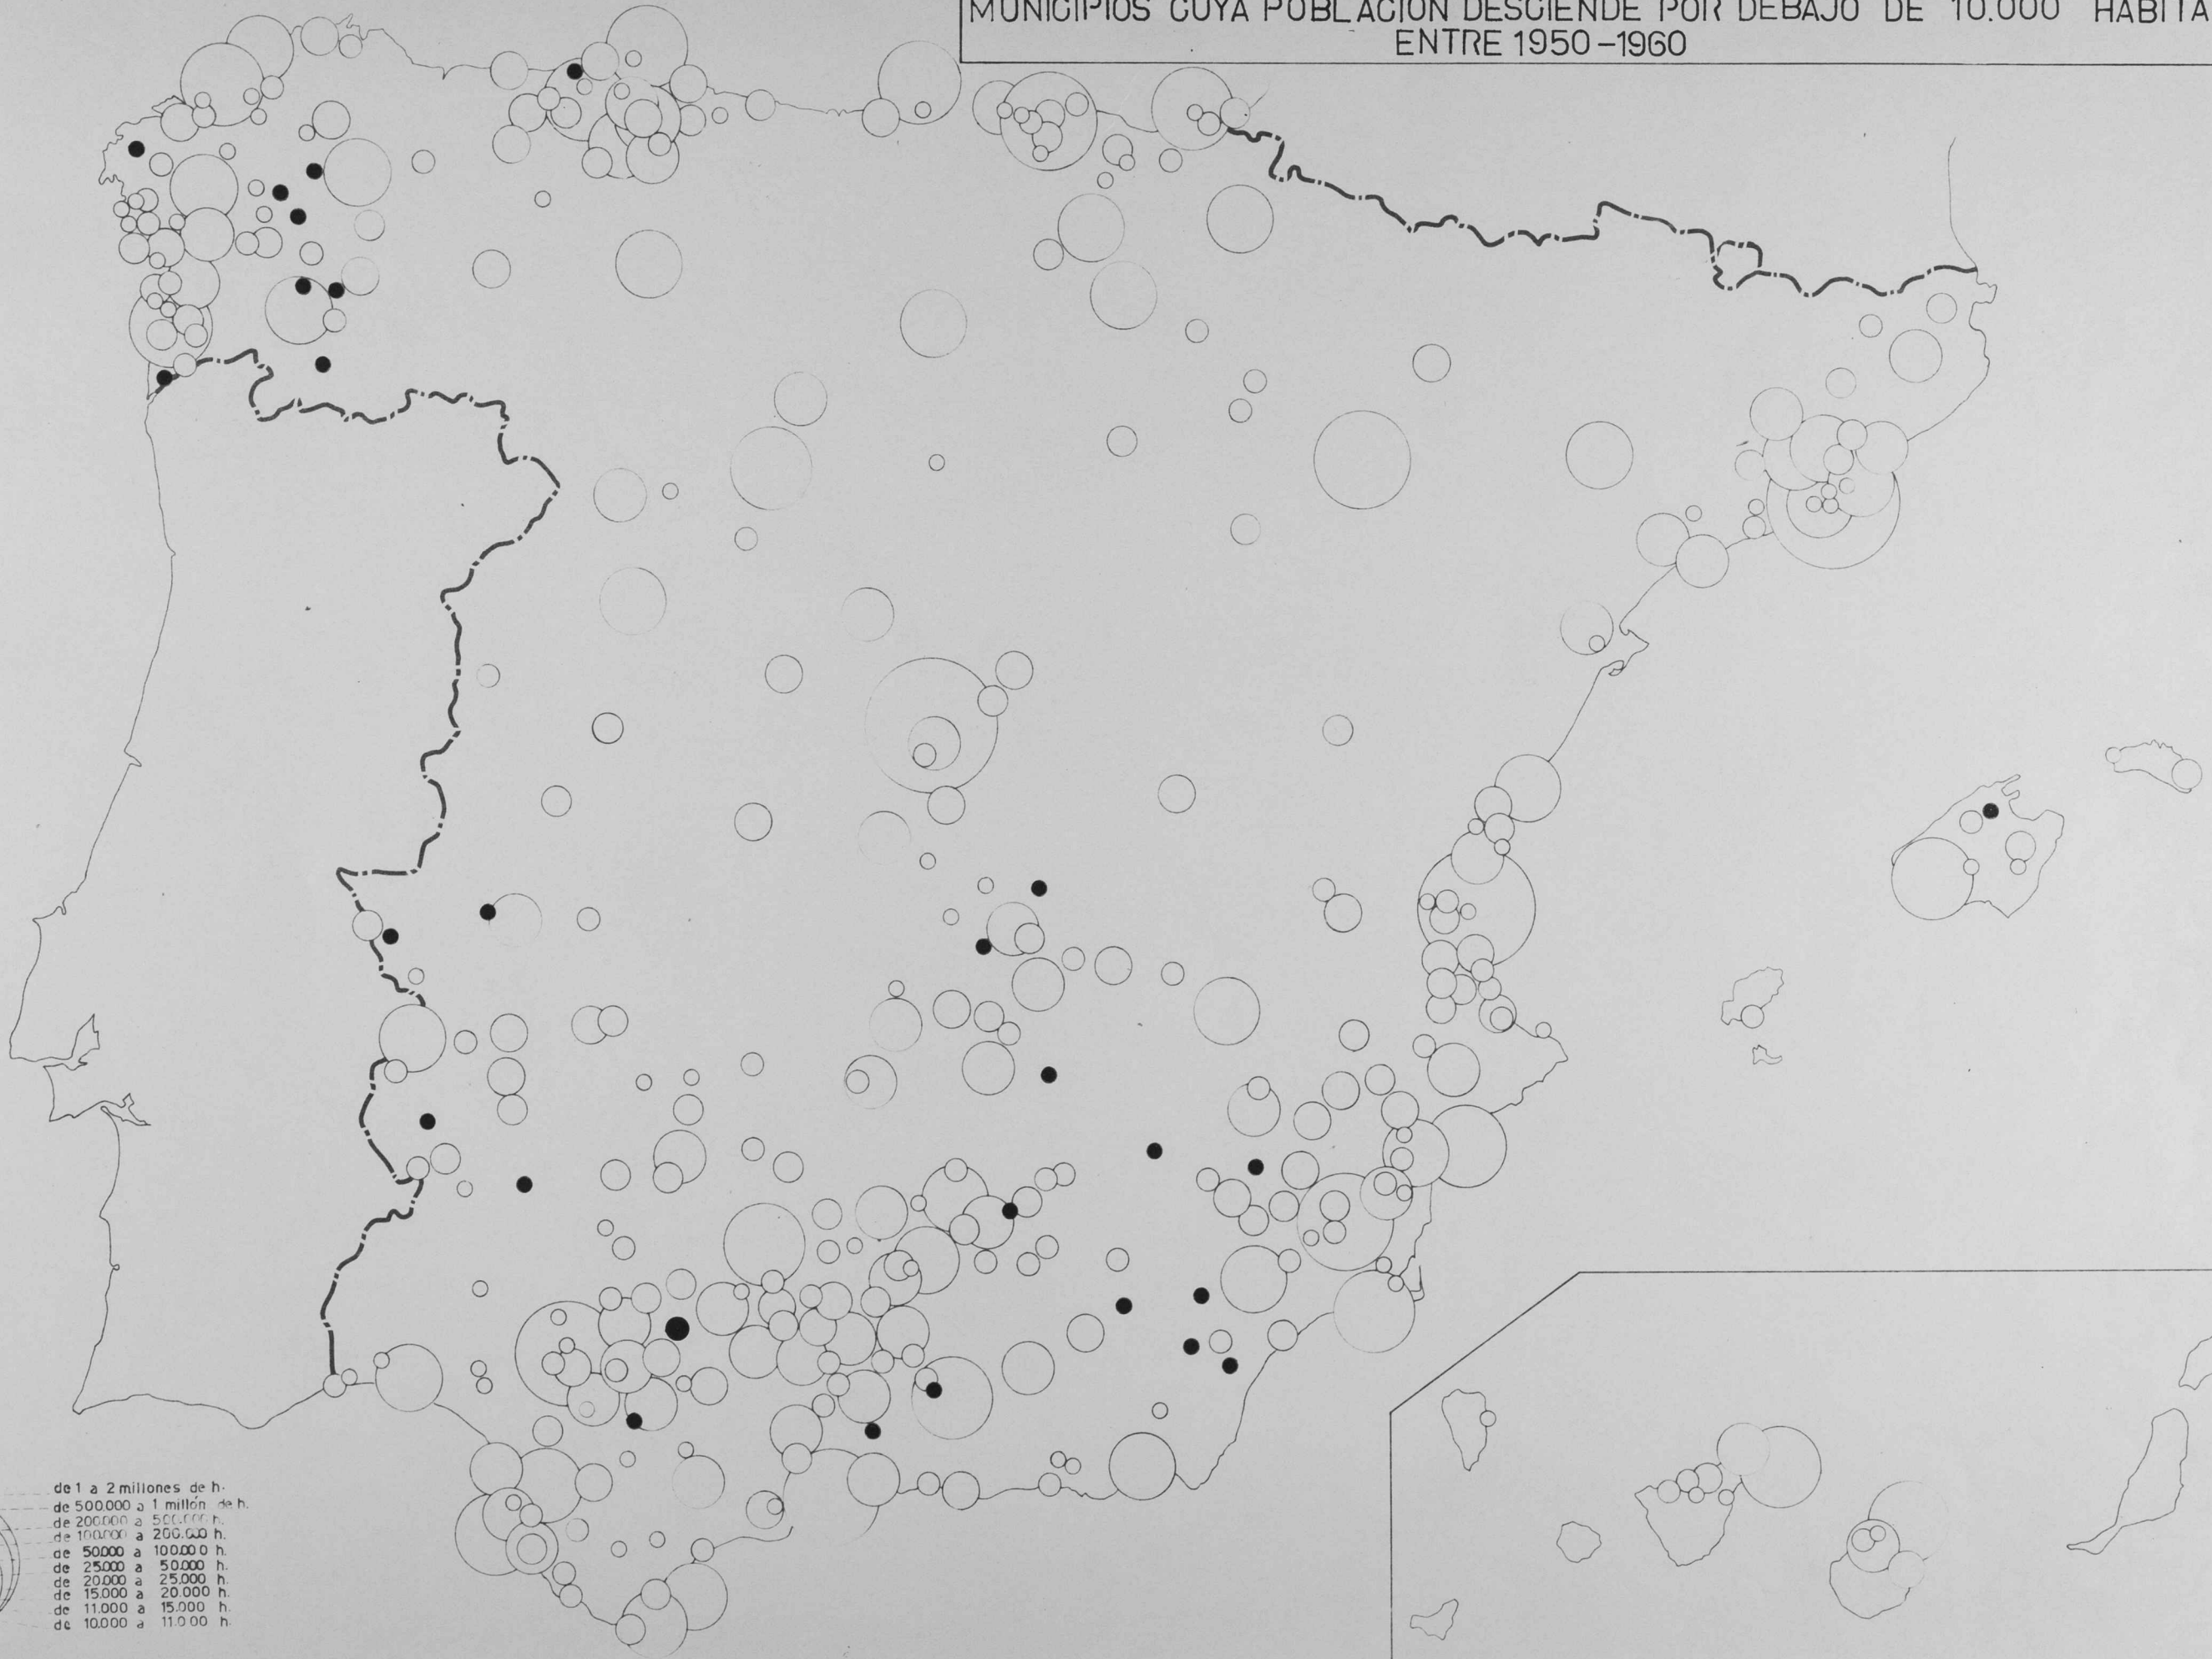 MUNICIPIOS CUYA POBLACION DESCIENDE POR DEBAJO DE 10.000
ENTRE 1950-1960
de 1 a 2 millones de h.
de 500.000 a 1 millón de h.
de 200.000 a 500.000 h.
de 100.000 a 200.000 h.
de 50.000 a 100.000 h.
de 25.000 a 50.000 h.
de 20.000 a 25.000 h.
de 15.000 a 20.000 h.
de 11.000 a 15.000 h.
de 10.000 a 11.000 h.